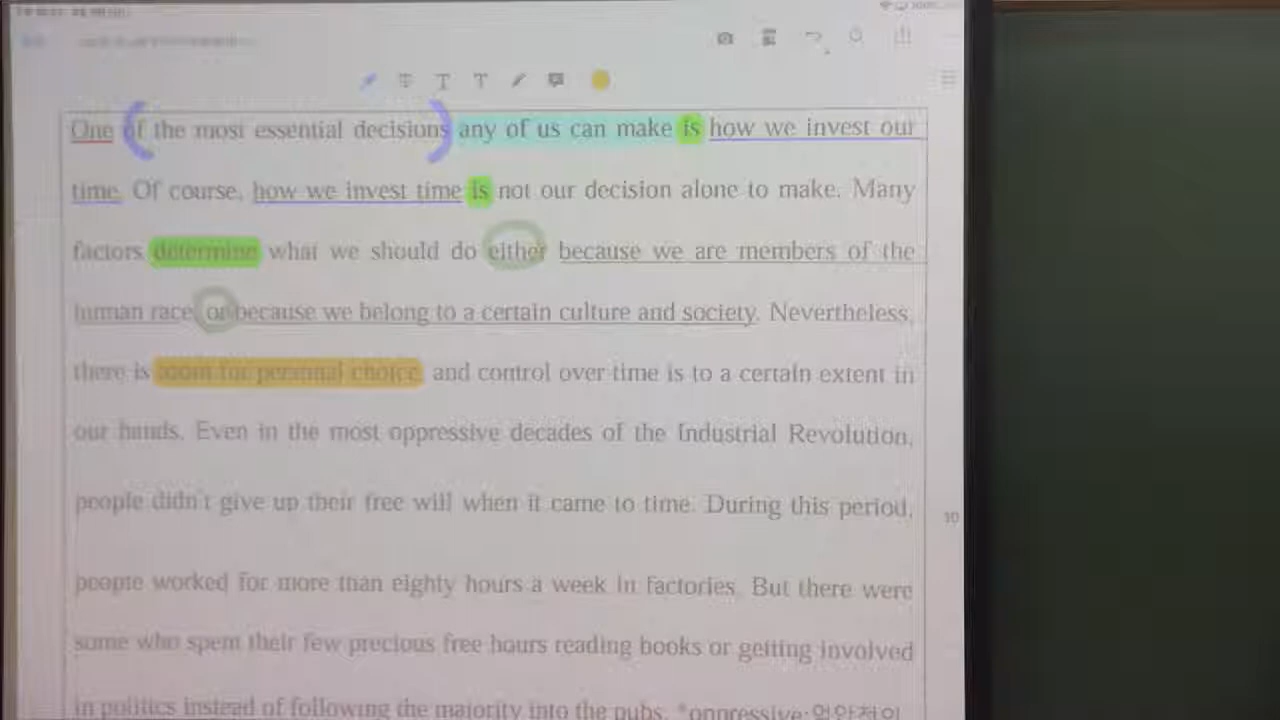 One of the most essential decisions any of us can make is how we invest our
time. Of course, how we invest time is not our decision alone to make. Many
factors determine what we should do either because we are members of the
human race or because we belong to a certain culture and society. Nevertheless,
there is room for personal choice, and control over time is to a certain extent in
our hands. Even in the most oppressive decades of the Industrial Revolution,
people didn't give up their free will when it came to time. During this period,
10
people worked for more than eighty hours a week in factories. But there were
some who spent their few precious free hours reading books or getting involved
in politics instead of following the majority into the pubs. *oppressive:억압적인